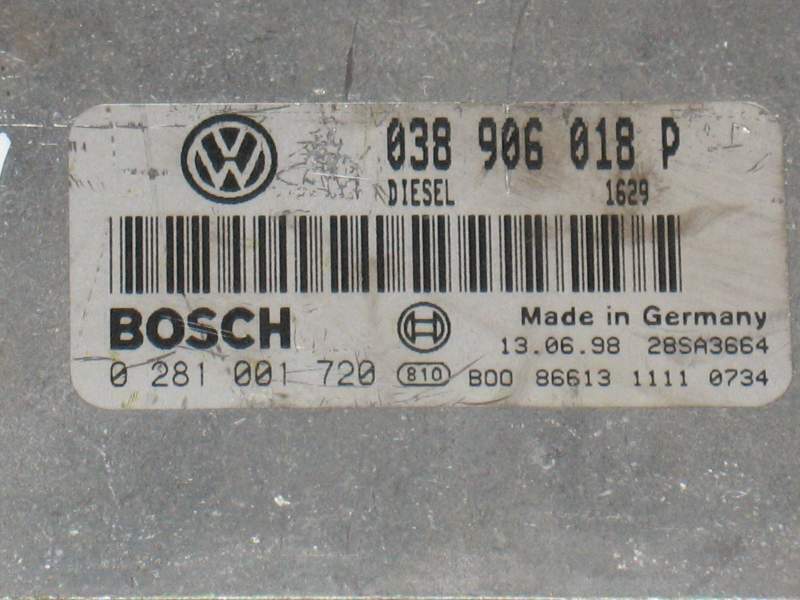 038 906 018 P
DIESEL 1629
BOSCH
Made in Germany
13.06.98 28SA3664
0 281 001 720 810 B00 86613 1111 0734